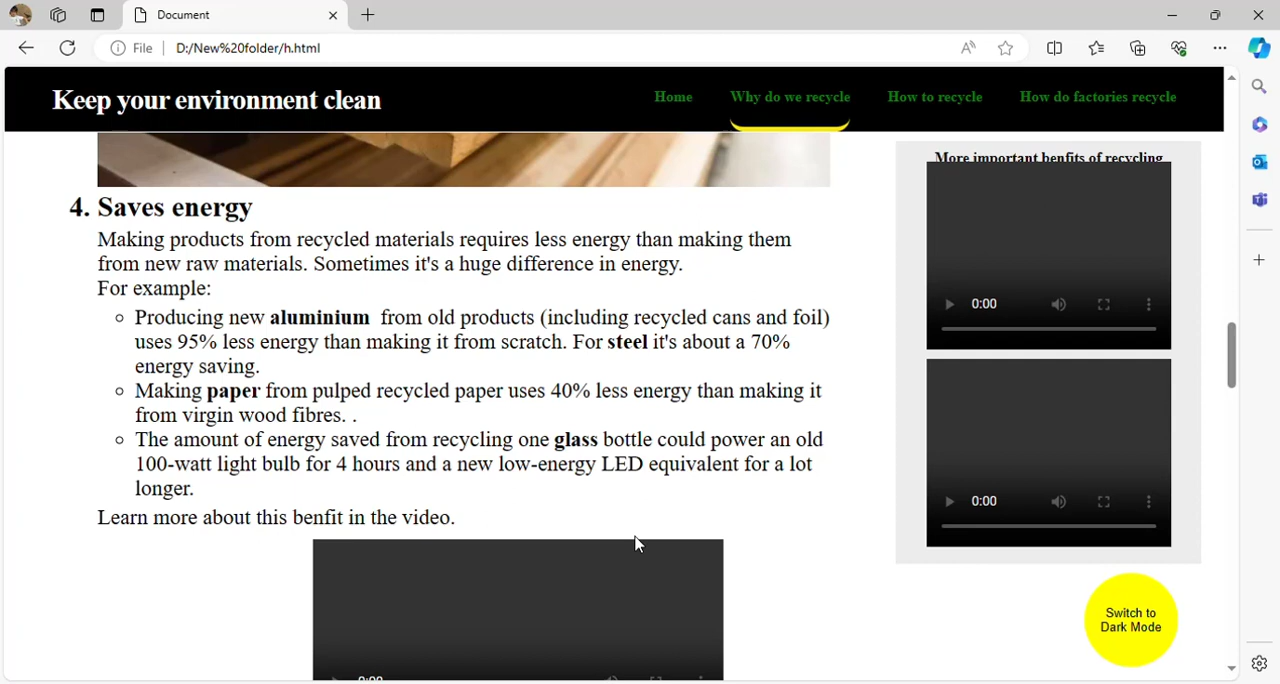 Document
File
D:/New%20folder/h.html
Keep your environment clean
Home
Why do we recycle
How to recycle
How do factories recycle
More important benfits of recycling
4. Saves energy
Making products from recycled materials requires less energy than making them
from new raw materials. Sometimes it's a huge difference in energy.
For example:
Producing new aluminium from old products (including recycled cans and foil)
uses 95% less energy than making it from scratch. For steel it's about a 70%
energy saving.
Making paper from pulped recycled paper uses 40% less energy than making it
from virgin wood fibres. .
The amount of energy saved from recycling one glass bottle could power an old
100-watt light bulb for 4 hours and a new low-energy LED equivalent for a lot
longer.
Learn more about this benfit in the video.
0:00
0:00
0:00
Switch to
Dark Mode